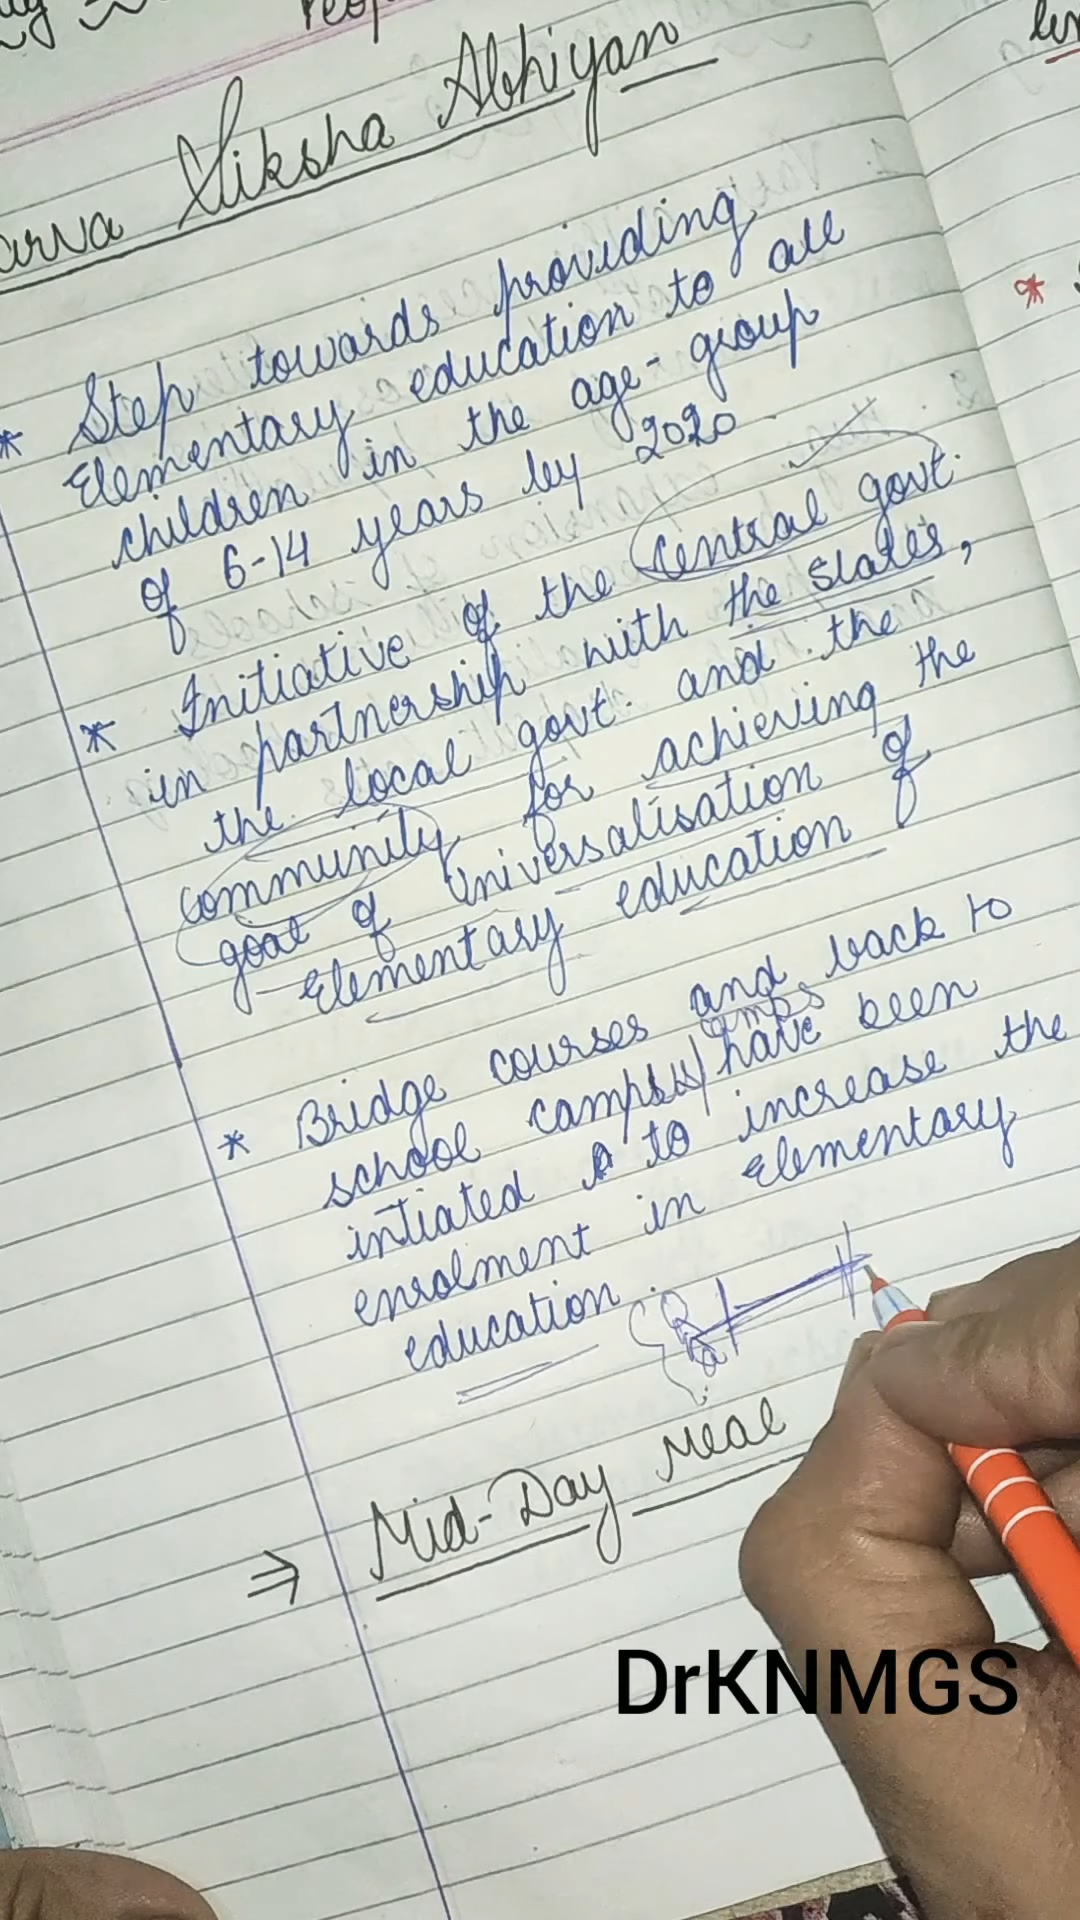 Siksha Abhiyan
* Step towards providing
Elementary education to all
children in the age-group
of 6-14 years by 2020
* Initiative of the central govt.
in partnership with the states,
the local govt. and the
community for achieving the
goal of Universalisation of
Elementary education
* Bridge courses and back to
school camps have been
intiated to increase the
enrolment in Elementary
education.
⇒ Mid-Day Meal
DrKNMGS